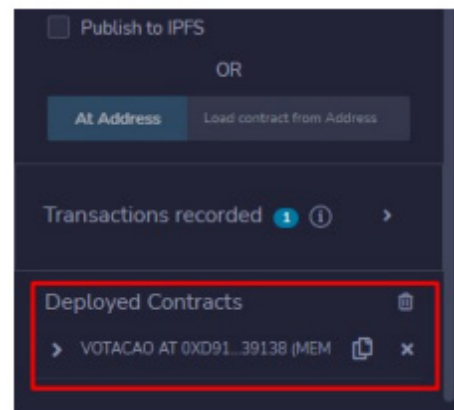 Publish to IPFS
OR
At Address Load contract from Address
Transactions recorded 1 i
Deployed Contracts
VOTACAO AT 0XD91...39138 (MEM